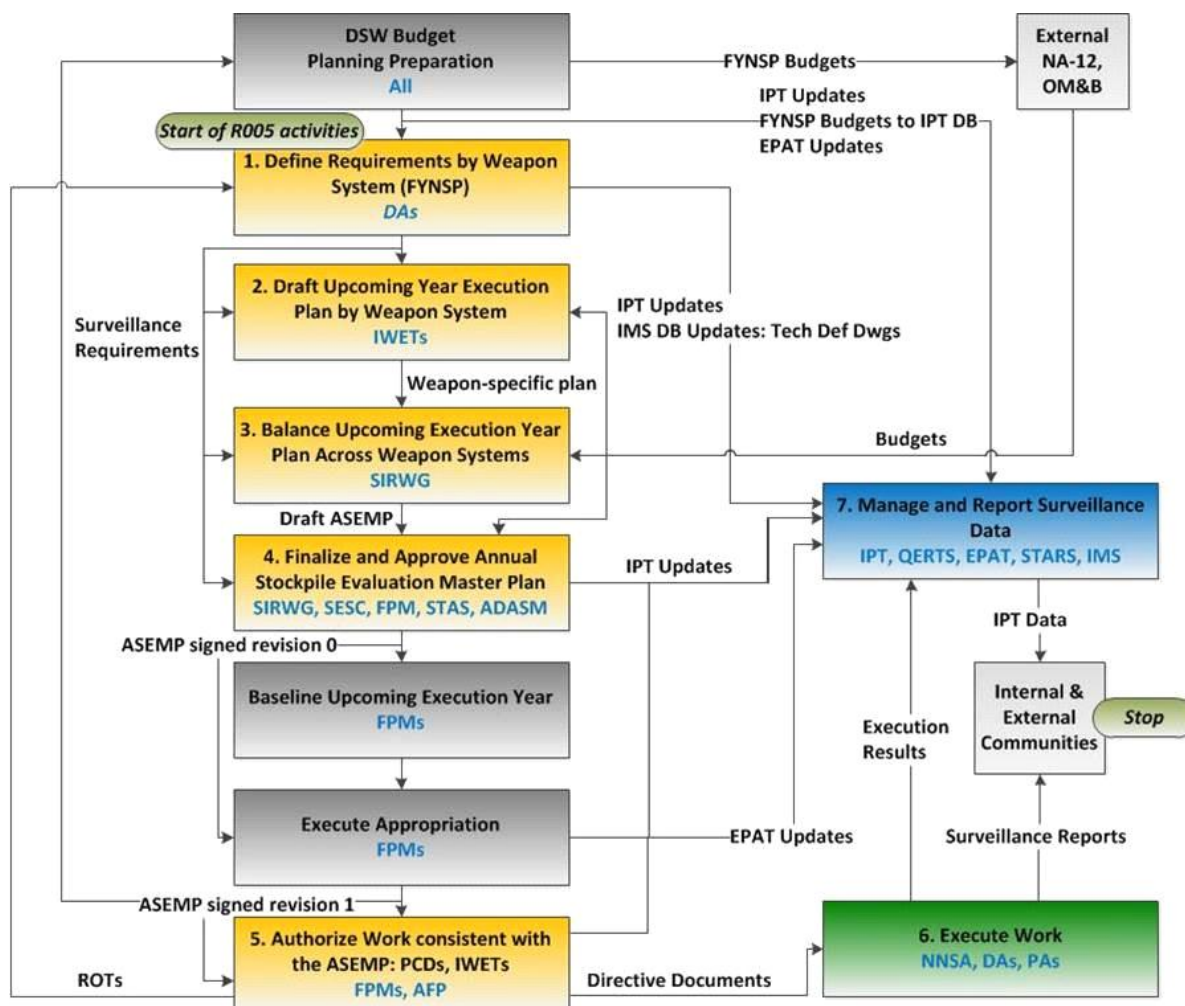 DSW Budget
Planning Preparation
All
External
NA-12,
OM&B
FYNSP Budgets
IPT Updates
FYNSP Budgets to IPT DB
EPAT Updates
Start of R005 activities
1. Define Requirements by Weapon
System (FYNSP)
DAs
2. Draft Upcoming Year Execution
Plan by Weapon System
IWETs
IPT Updates
IMS DB Updates: Tech Def Dwgs
Surveillance
Requirements
Weapon-specific plan
3. Balance Upcoming Execution Year
Plan Across Weapon Systems
SIRWG
Budgets
Draft ASEMP
4. Finalize and Approve Annual
Stockpile Evaluation Master Plan
SIRWG, SESC, FPM, STAS, ADASM
IPT Updates
7. Manage and Report Surveillance
Data
IPT, QERTS, EPAT, STARS, IMS
IPT Data
ASEMP signed revision 0
Baseline Upcoming Execution Year
FPMs
Internal &
External
Communities
Stop
Execution
Results
Execute Appropriation
FPMs
EPAT Updates
Surveillance Reports
ASEMP signed revision 1
5. Authorize Work consistent with
the ASEMP: PCDs, IWETs
FPMs, AFP
ROTs
Directive Documents
6. Execute Work
NNSA, DAs, PAs